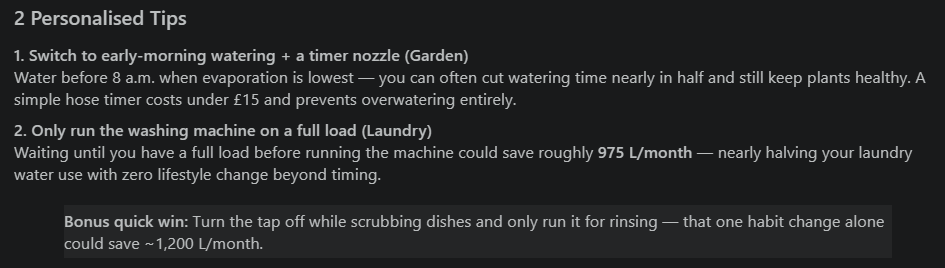 2 Personalised Tips
1. Switch to early-morning watering + a timer nozzle (Garden)
Water before 8 a.m. when evaporation is lowest — you can often cut watering time nearly in half and still keep plants healthy. A
simple hose timer costs under £15 and prevents overwatering entirely.
2. Only run the washing machine on a full load (Laundry)
Waiting until you have a full load before running the machine could save roughly 975 L/month — nearly halving your laundry
water use with zero lifestyle change beyond timing.
Bonus quick win: Turn the tap off while scrubbing dishes and only run it for rinsing — that one habit change alone
could save ~1,200 L/month.